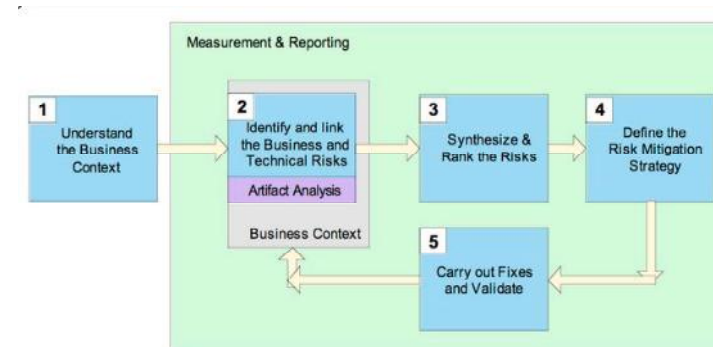 Measurement & Reporting
1
Understand
the Business
Context
2
Identify and link
the Business and
Technical Risks
Artifact Analysis
Business Context
3
Synthesize &
Rank the Risks
4
Define the
Risk Mitigation
Strategy
5
Carry out Fixes
and Validate